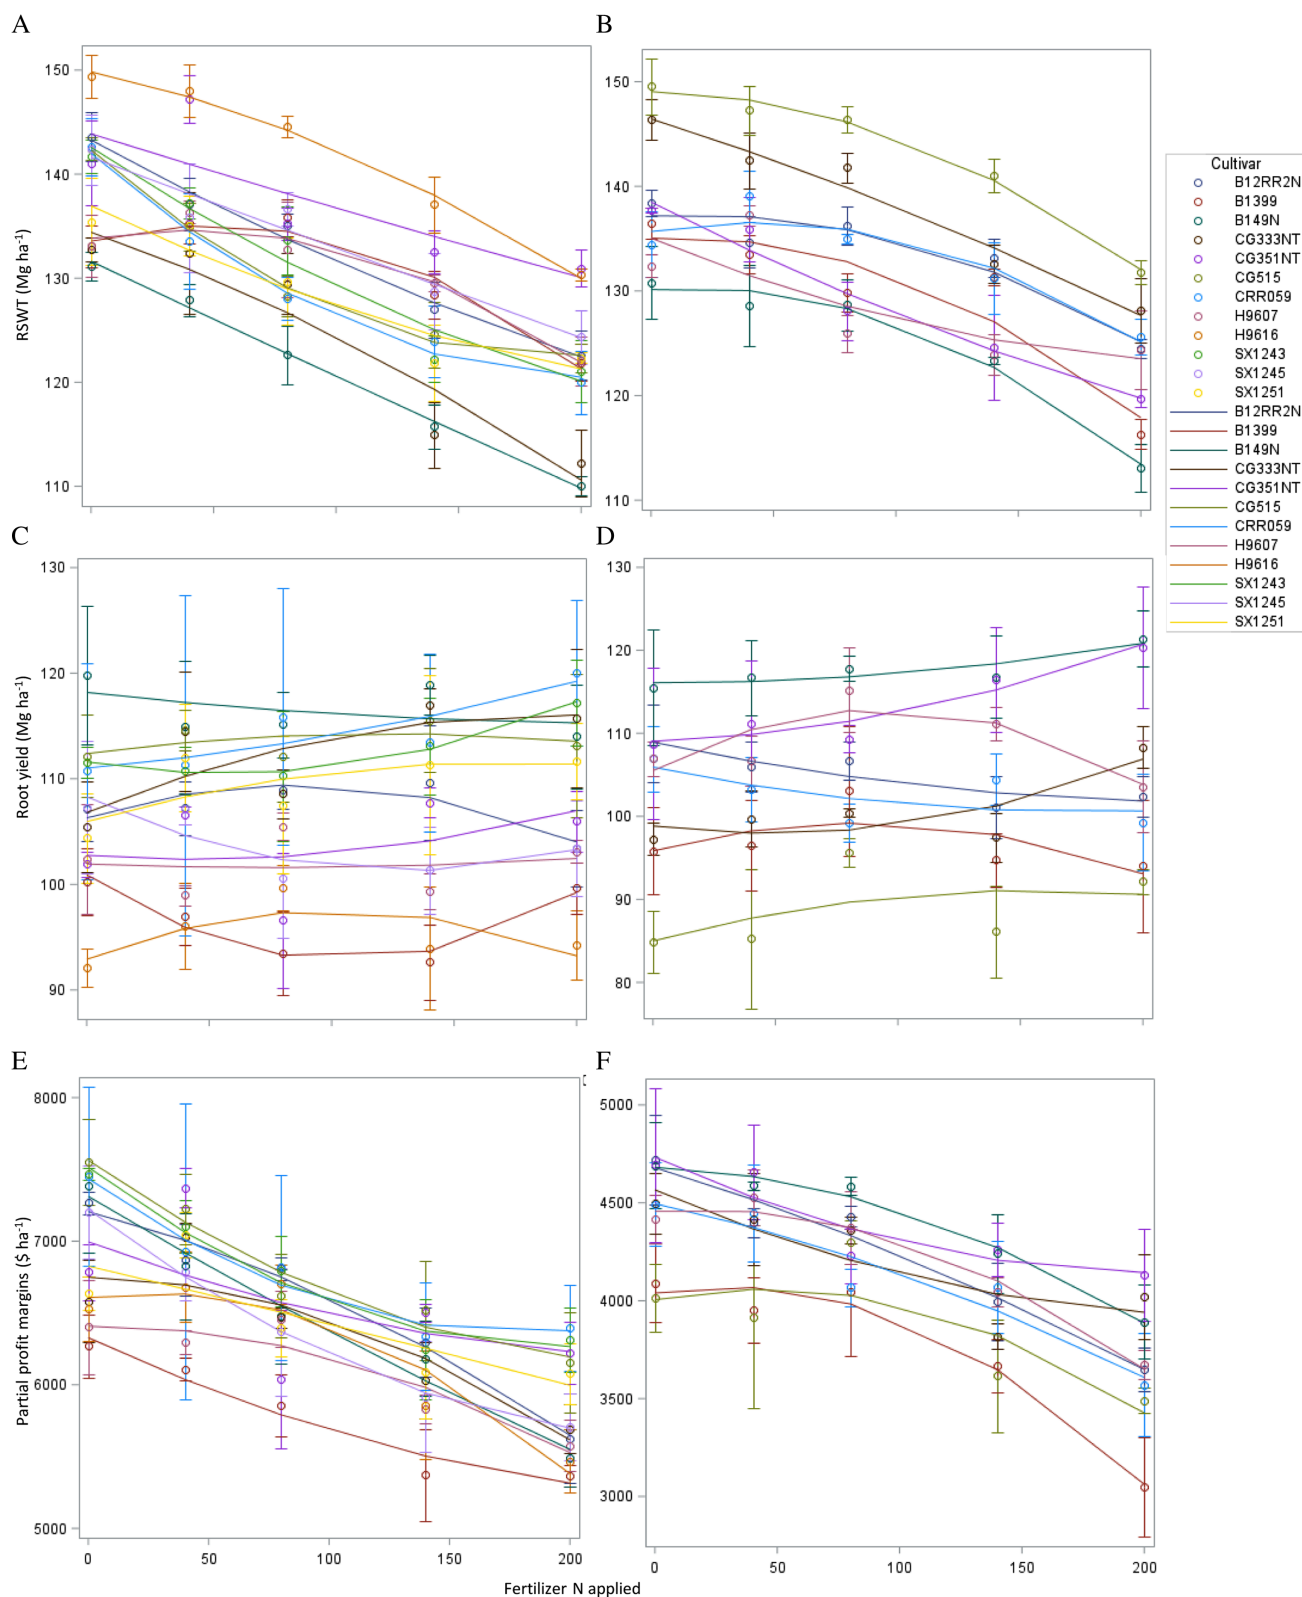 A
B
150
140
130
120
110
RSWT (Mg ha-1)
150
140
130
120
110
Cultivar
B12RR2N
B1399
B149N
CG333NT
CG351NT
CG515
CRR059
H9607
H9616
SX1243
SX1245
SX1251
B12RR2N
B1399
B149N
CG333NT
CG351NT
CG515
CRR059
H9607
H9616
SX1243
SX1245
SX1251
C
D
130
120
110
100
90
Root yield (Mg ha-1)
130
120
110
100
90
80
E
F
8000
7000
6000
5000
Partial profit margins ($ ha-1)
5000
4500
4000
3500
3000
0 50 100 150 200
0 50 100 150 200
Fertilizer N applied